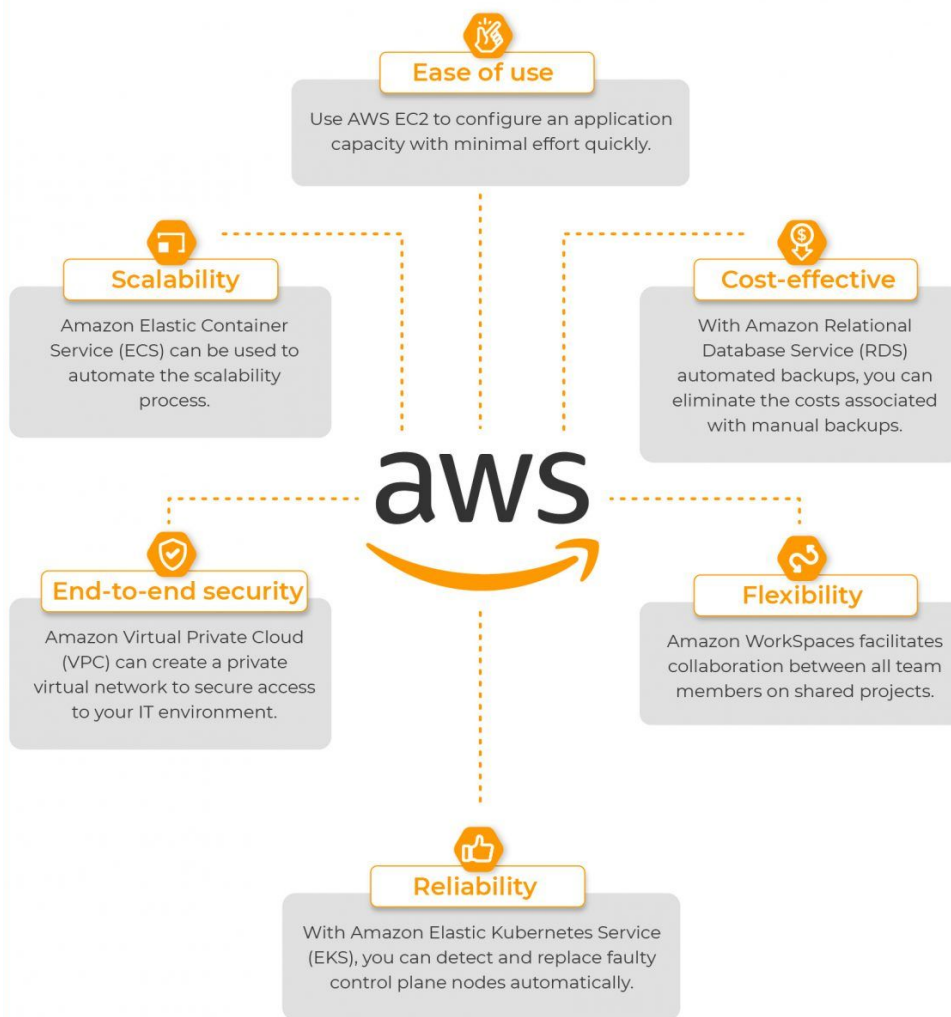 Ease of use
Use AWS EC2 to configure an application
capacity with minimal effort quickly.
Scalability
Amazon Elastic Container
Service (ECS) can be used to
automate the scalability
process.
Cost-effective
With Amazon Relational
Database Service (RDS)
automated backups, you can
eliminate the costs associated
with manual backups.
aws
End-to-end security
Amazon Virtual Private Cloud
(VPC) can create a private
virtual network to secure access
to your IT environment.
Flexibility
Amazon WorkSpaces facilitates
collaboration between all team
members on shared projects.
Reliability
With Amazon Elastic Kubernetes Service
(EKS), you can detect and replace faulty
control plane nodes automatically.